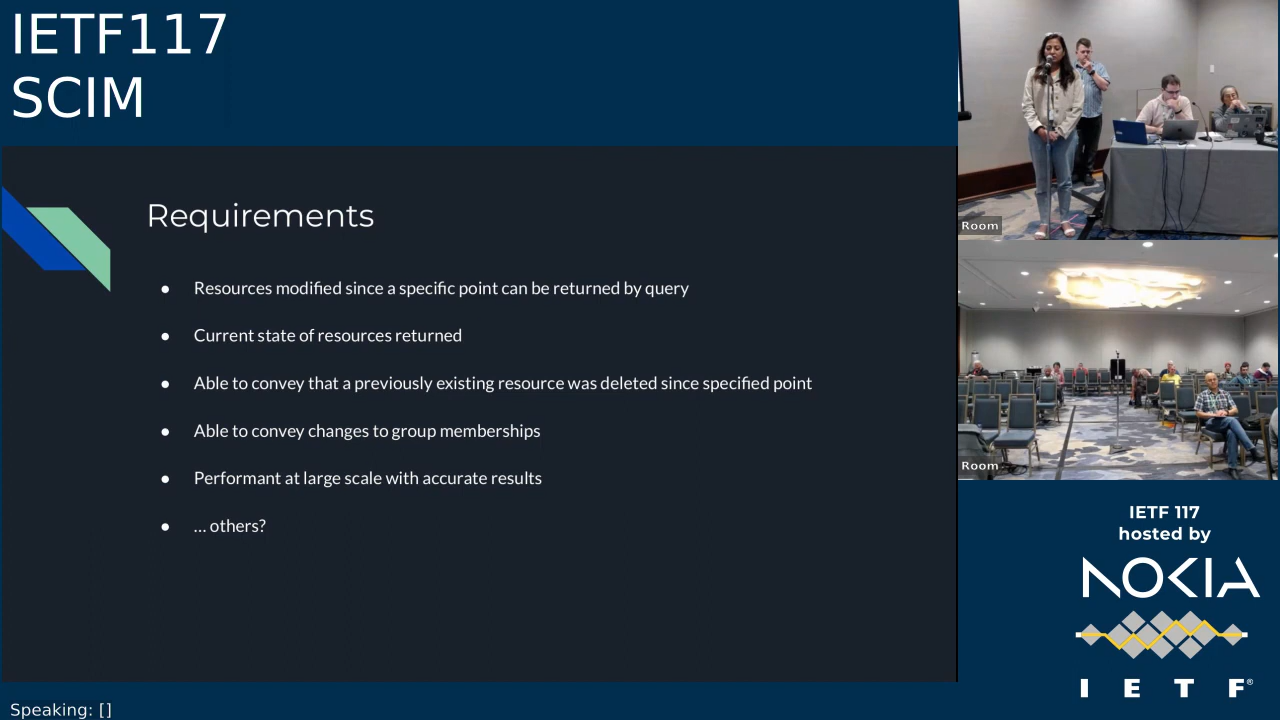 IETF117
SCIM
Requirements
● Resources modified since a specific point can be returned by query
● Current state of resources returned
● Able to convey that a previously existing resource was deleted since specified point
● Able to convey changes to group memberships
● Performant at large scale with accurate results
● … others?
Room
Room
IETF 117
hosted by
NOKIA
I E T F®
Speaking: []